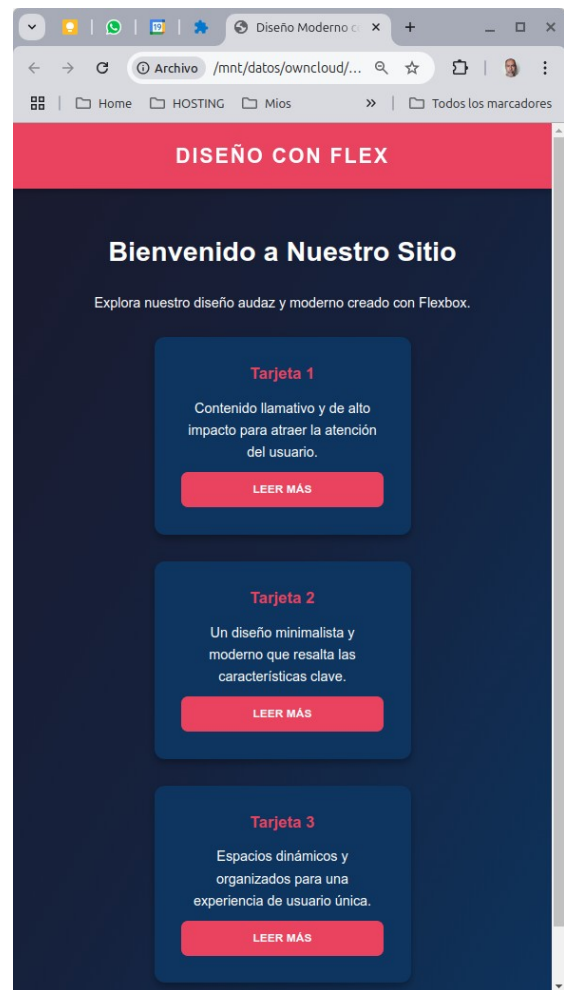 19
Diseño Moderno c
Archivo /mnt/datos/owncloud/...
Home HOSTING Mios » Todos los marcadores
DISEÑO CON FLEX
Bienvenido a Nuestro Sitio
Explora nuestro diseño audaz y moderno creado con Flexbox.
Tarjeta 1
Contenido llamativo y de alto
impacto para atraer la atención
del usuario.
LEER MÁS
Tarjeta 2
Un diseño minimalista y
moderno que resalta las
características clave.
LEER MÁS
Tarjeta 3
Espacios dinámicos y
organizados para una
experiencia de usuario única.
LEER MÁS